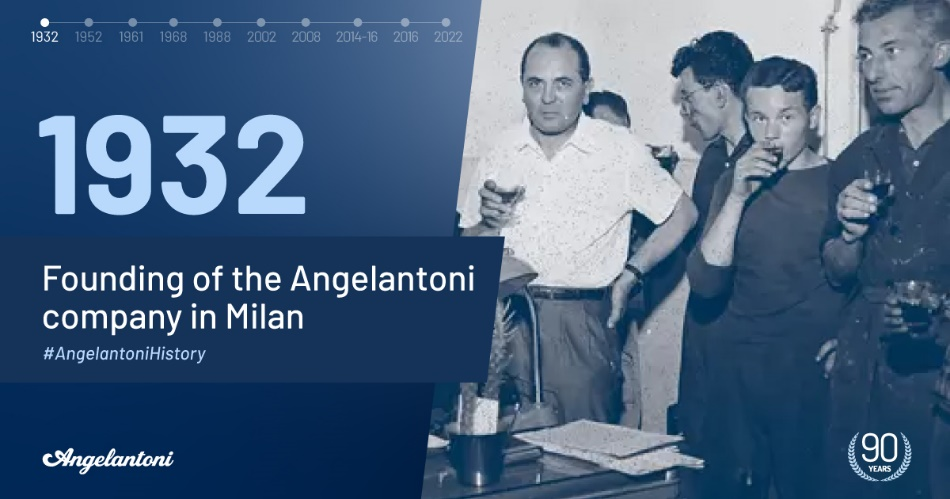 1932 1952 1961 1968 1988 2002 2008 2014-16 2016 2022
1932
Founding of the Angelantoni
company in Milan
#AngelantoniHistory
Angelantoni
90
YEARS